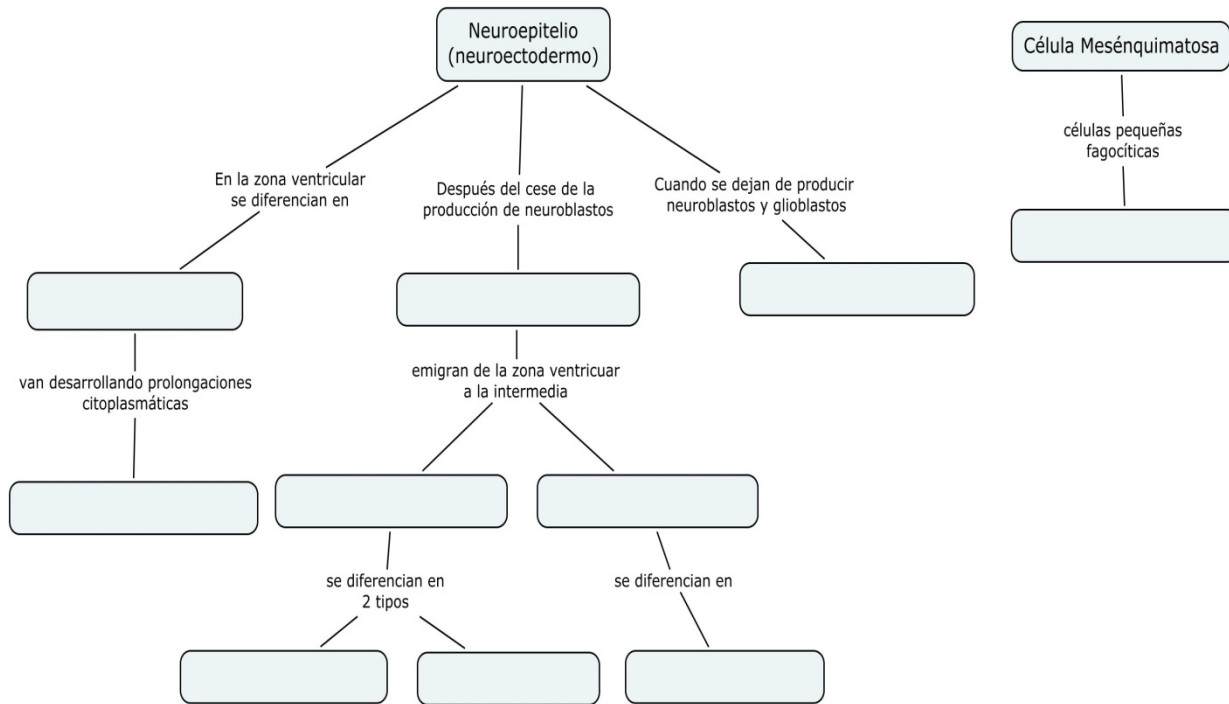 Neuroepitelio
(neuroectodermo)
Célula Mesénquimatosa
células pequeñas
fagocíticas
En la zona ventricular
se diferencian en
Después del cese de la
producción de neuroblastos
Cuando se dejan de producir
neuroblastos y glioblastos
van desarrollando prolongaciones
citoplasmáticas
emigran de la zona ventricuar
a la intermedia
se diferencian en
2 tipos
se diferencian en